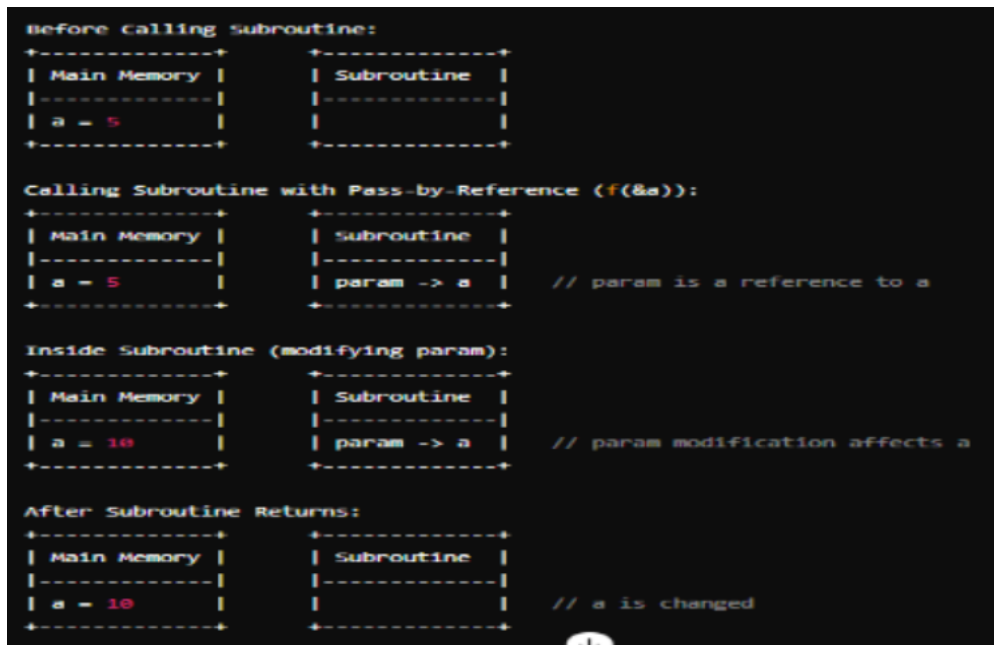 Before Calling Subroutine:
+-------------+      +-------------+
| Main Memory |      | Subroutine  |
|-------------|      |-------------|
| a = 5       |      |             |
+-------------+      +-------------+
Calling Subroutine with Pass-by-Reference (f(&a)):
+-------------+      +-------------+
| Main Memory |      | Subroutine  |
|-------------|      |-------------|
| a = 5       |      | param -> a  |   // param is a reference to a
+-------------+      +-------------+
Inside Subroutine (modifying param):
+-------------+      +-------------+
| Main Memory |      | Subroutine  |
|-------------|      |-------------|
| a = 10      |      | param -> a  |   // param modification affects a
+-------------+      +-------------+
After Subroutine Returns:
+-------------+      +-------------+
| Main Memory |      | Subroutine  |
|-------------|      |-------------|
| a = 10      |      |             |   // a is changed
+-------------+      +-------------+